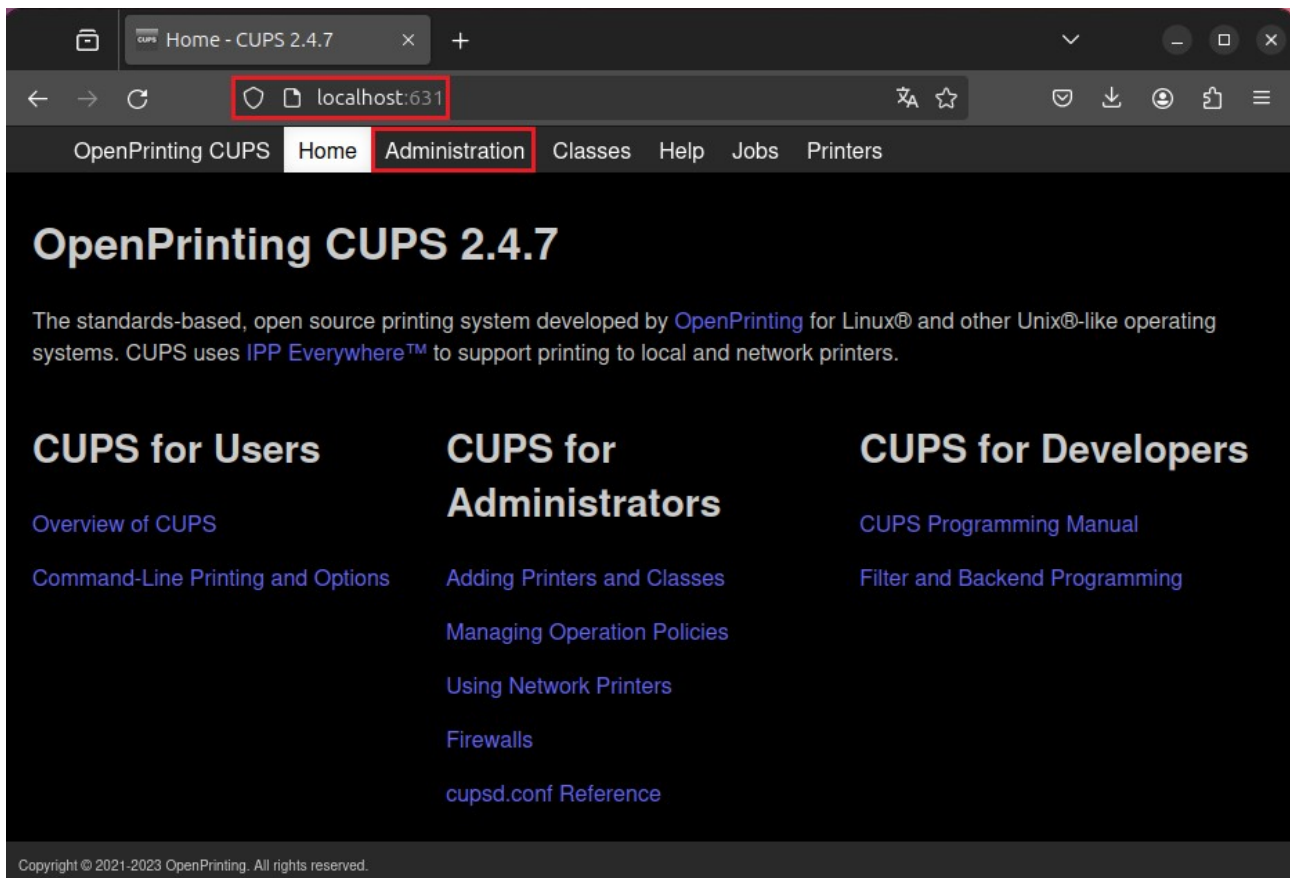 CUPS Home - CUPS 2.4.7
localhost:631
OpenPrinting CUPS Home Administration Classes Help Jobs Printers
OpenPrinting CUPS 2.4.7
The standards-based, open source printing system developed by OpenPrinting for Linux® and other Unix®-like operating
systems. CUPS uses IPP Everywhere™ to support printing to local and network printers.
CUPS for Users
Overview of CUPS
Command-Line Printing and Options
CUPS for
Administrators
Adding Printers and Classes
Managing Operation Policies
Using Network Printers
Firewalls
cupsd.conf Reference
CUPS for Developers
CUPS Programming Manual
Filter and Backend Programming
Copyright © 2021-2023 OpenPrinting. All rights reserved.